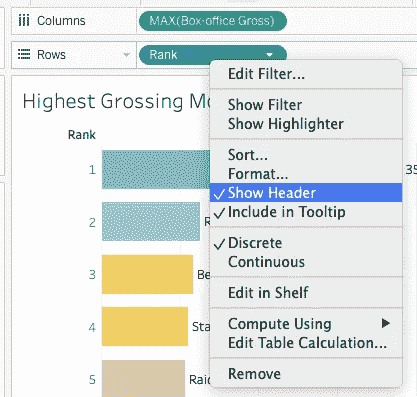 Columns
MAX(Box-office Gross)
Rows
Rank
Highest Grossing Mo
Rank
1
35
2
R
3
Be
4
Sta
5
Raid
Edit Filter...
Show Filter
Show Highlighter
Sort...
Format...
✓ Show Header
✓ Include in Tooltip
✓ Discrete
Continuous
Edit in Shelf
Compute Using
Edit Table Calculation...
Remove